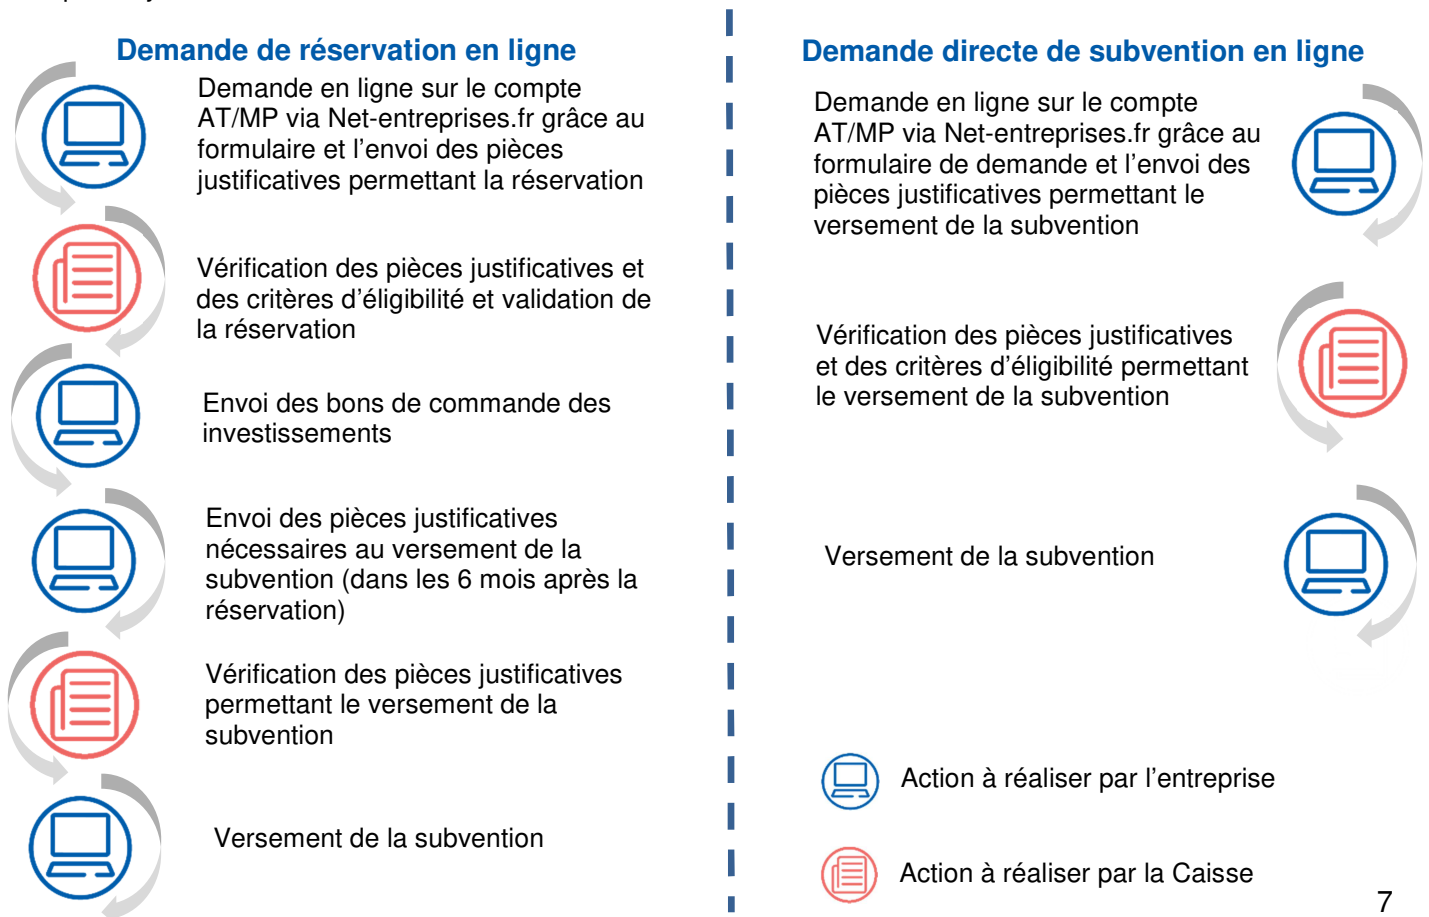 Demande de réservation en ligne
Demande en ligne sur le compte
AT/MP via Net-entreprises.fr grâce au
formulaire et l’envoi des pièces
justificatives permettant la réservation
Vérification des pièces justificatives et
des critères d’éligibilité et validation de
la réservation
Envoi des bons de commande des
investissements
Envoi des pièces justificatives
nécessaires au versement de la
subvention (dans les 6 mois après la
réservation)
Vérification des pièces justificatives
permettant le versement de la
subvention
Versement de la subvention
Demande directe de subvention en ligne
Demande en ligne sur le compte
AT/MP via Net-entreprises.fr grâce au
formulaire de demande et l’envoi des
pièces justificatives permettant le
versement de la subvention
Vérification des pièces justificatives
et des critères d’éligibilité permettant
le versement de la subvention
Versement de la subvention
Action à réaliser par l’entreprise
Action à réaliser par la Caisse
7